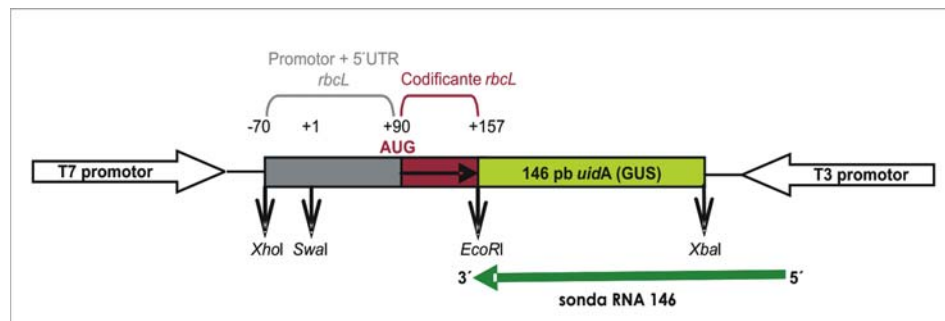 Promotor + 5´UTR
rbcL
Codificante rbcL
-70
+1
+90
+157
AUG
T7 promotor
146 pb uidA (GUS)
T3 promotor
XhoI
SwaI
EcoRI
XbaI
3´
5´
sonda RNA 146